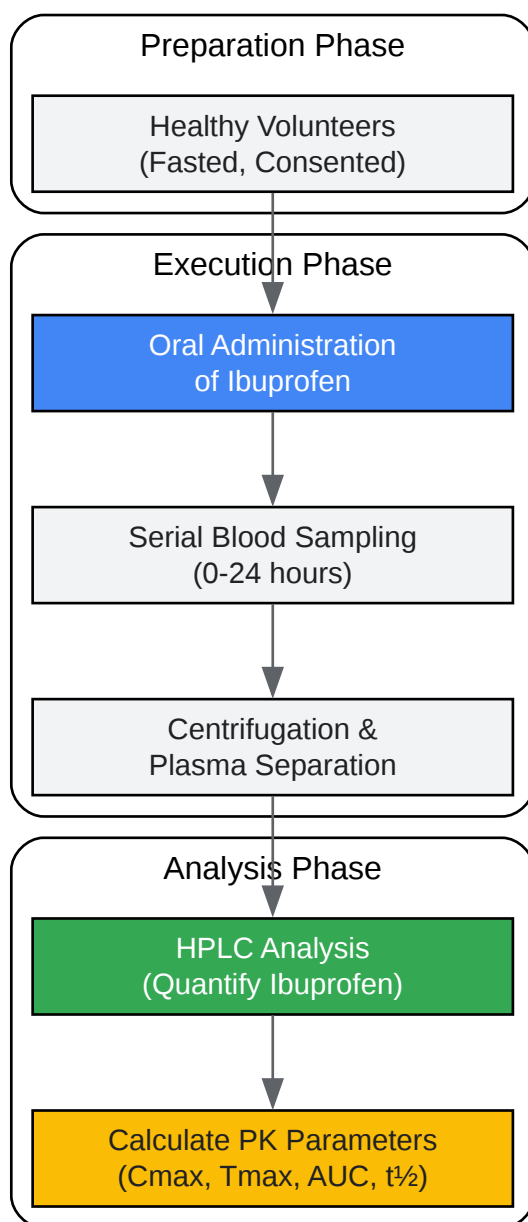 Preparation Phase
Healthy Volunteers
(Fasted, Consented)
Execution Phase
Oral Administration
of Ibuprofen
Serial Blood Sampling
(0-24 hours)
Centrifugation &
Plasma Separation
Analysis Phase
HPLC Analysis
(Quantify Ibuprofen)
Calculate PK Parameters
(Cmax, Tmax, AUC, t½)